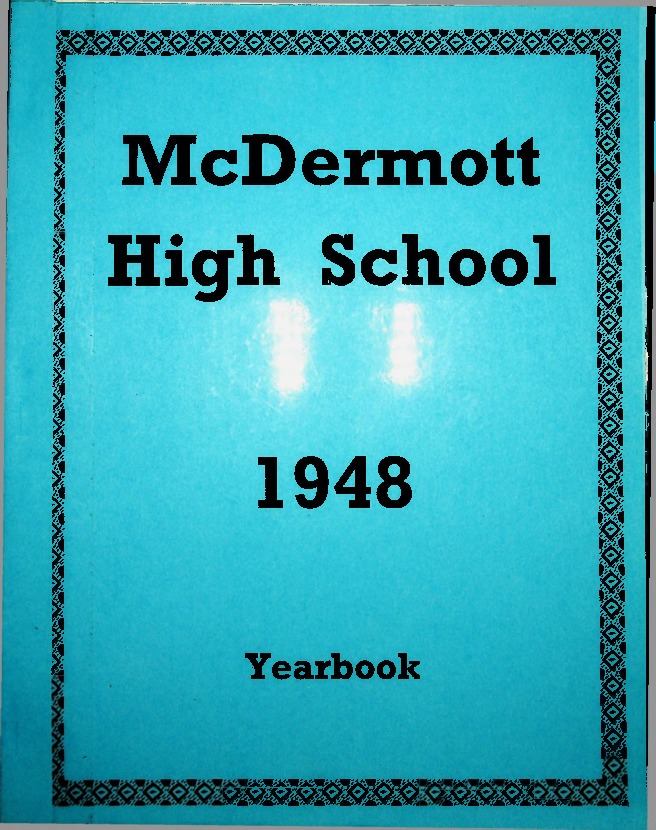 McDermott
High School
1948
Yearbook